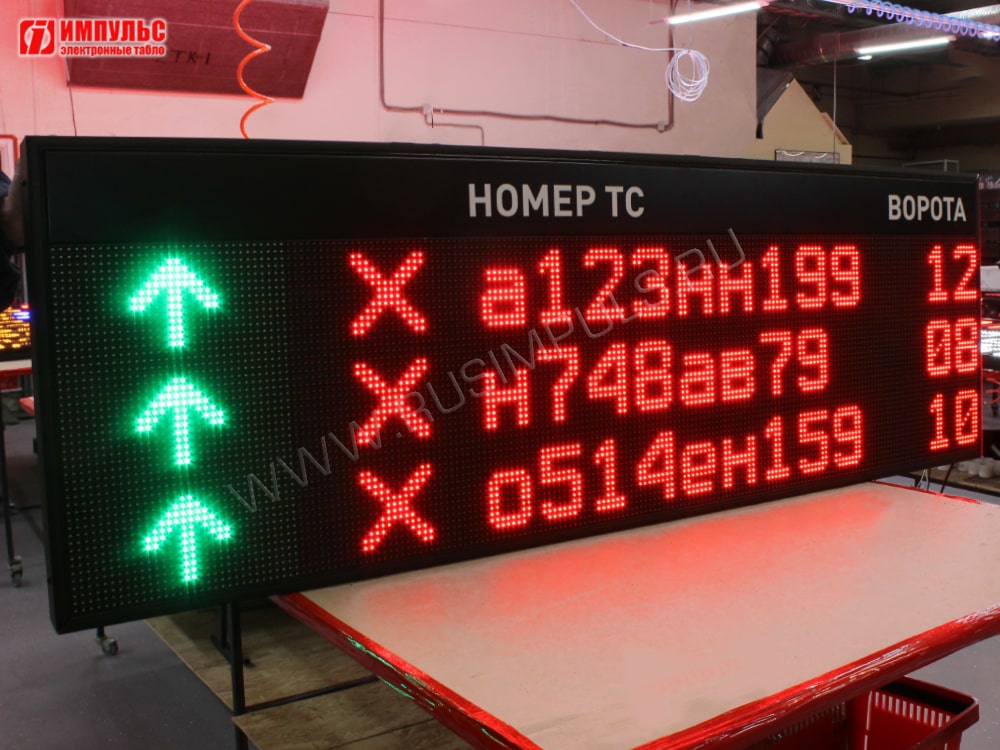 ИМПУЛЬС
электронные табло
НОМЕР ТС ВОРОТА
а123нн199 12
н748ав79 08
о514ен159 10
WWW.RUSIMPULS.RU